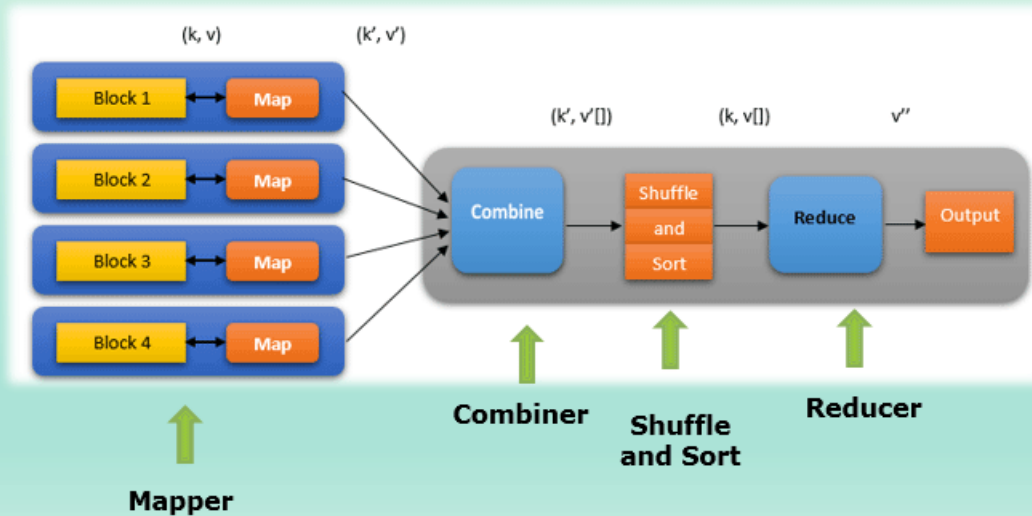 (k, v)
(k’, v’)
Block 1
Map
Block 2
Map
Block 3
Map
Block 4
Map
(k’, v’[])
(k, v[])
v’’
Combine
Shuffle
and
Sort
Reduce
Output
Mapper
Combiner
Shuffle
and Sort
Reducer